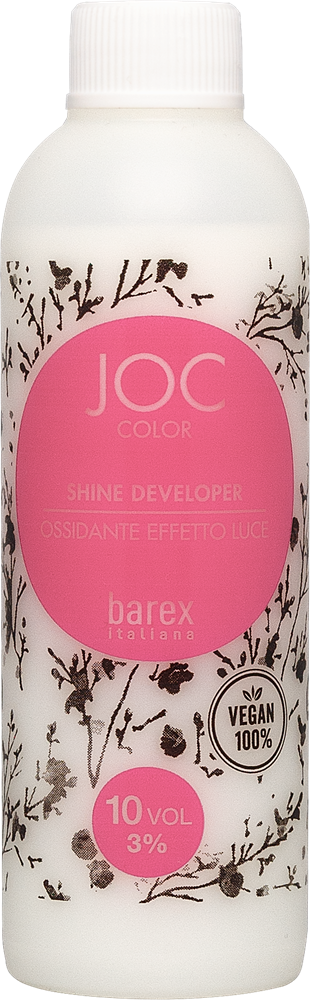 JOC
COLOR
SHINE DEVELOPER
OSSIDANTE EFFETTO LUCE
barex
italiana
VEGAN
100%
10 VOL
3%